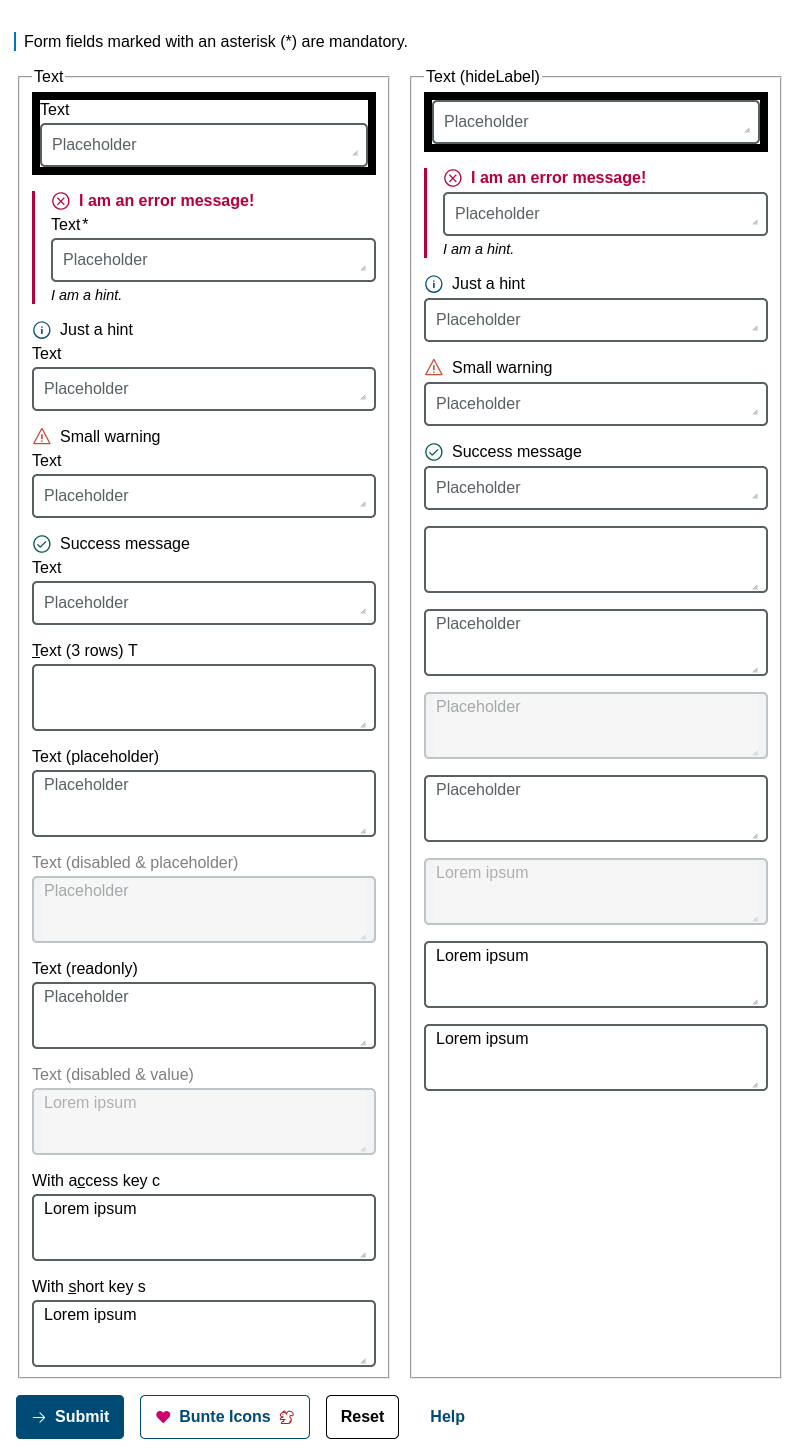 Form fields marked with an asterisk (*) are mandatory.
Text
Text
Placeholder
I am an error message!
Text*
Placeholder
I am a hint.
Just a hint
Text
Placeholder
Small warning
Text
Placeholder
Success message
Text
Placeholder
Text (3 rows) T
Text (placeholder)
Placeholder
Text (disabled & placeholder)
Placeholder
Text (readonly)
Placeholder
Text (disabled & value)
Lorem ipsum
With access key c
Lorem ipsum
With short key s
Lorem ipsum
Text (hideLabel)
Placeholder
I am an error message!
Placeholder
I am a hint.
Just a hint
Placeholder
Small warning
Placeholder
Success message
Placeholder
Placeholder
Placeholder
Placeholder
Lorem ipsum
Lorem ipsum
Lorem ipsum
Submit Bunte Icons Reset Help